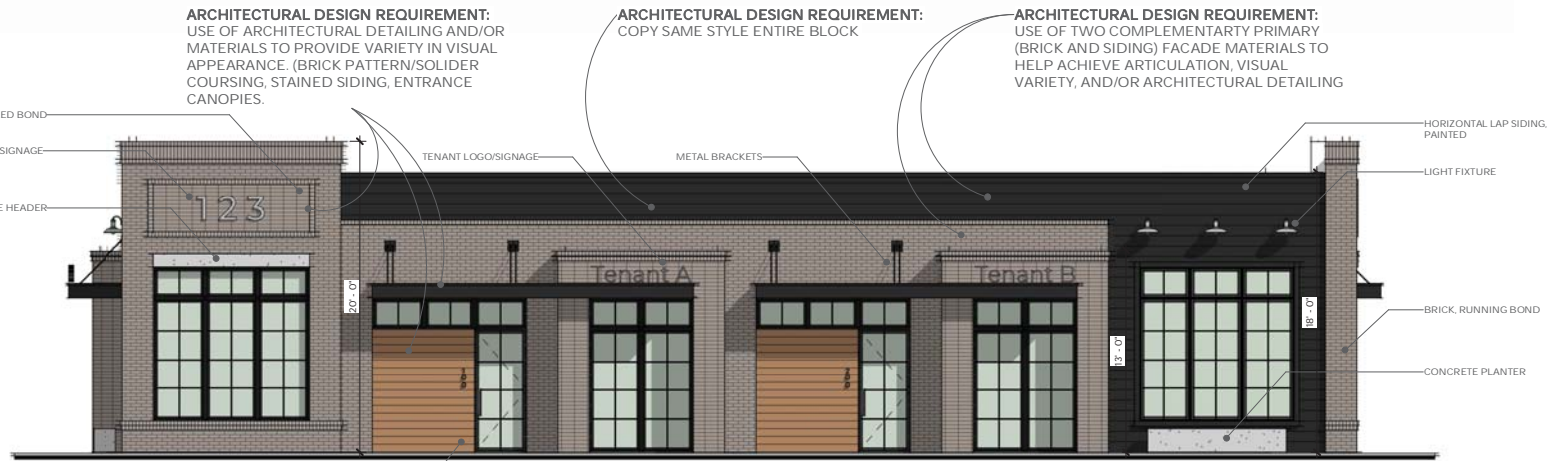 ARCHITECTURAL DESIGN REQUIREMENT:
USE OF ARCHITECTURAL DETAILING AND/OR
MATERIALS TO PROVIDE VARIETY IN VISUAL
APPEARANCE. (BRICK PATTERN/SOLIDER
COURSING, STAINED SIDING, ENTRANCE
CANOPIES.
ARCHITECTURAL DESIGN REQUIREMENT:
COPY SAME STYLE ENTIRE BLOCK
ARCHITECTURAL DESIGN REQUIREMENT:
USE OF TWO COMPLEMENTARTY PRIMARY
(BRICK AND SIDING) FACADE MATERIALS TO
HELP ACHIEVE ARTICULATION, VISUAL
VARIETY, AND/OR ARCHITECTURAL DETAILING
ED BOND
SIGNAGE
E HEADER
TENANT LOGO/SIGNAGE
METAL BRACKETS
HORIZONTAL LAP SIDING,
PAINTED
LIGHT FIXTURE
BRICK, RUNNING BOND
CONCRETE PLANTER
123
Tenant A
Tenant B
20' - 0"
13' - 0"
18' - 0"
100
200